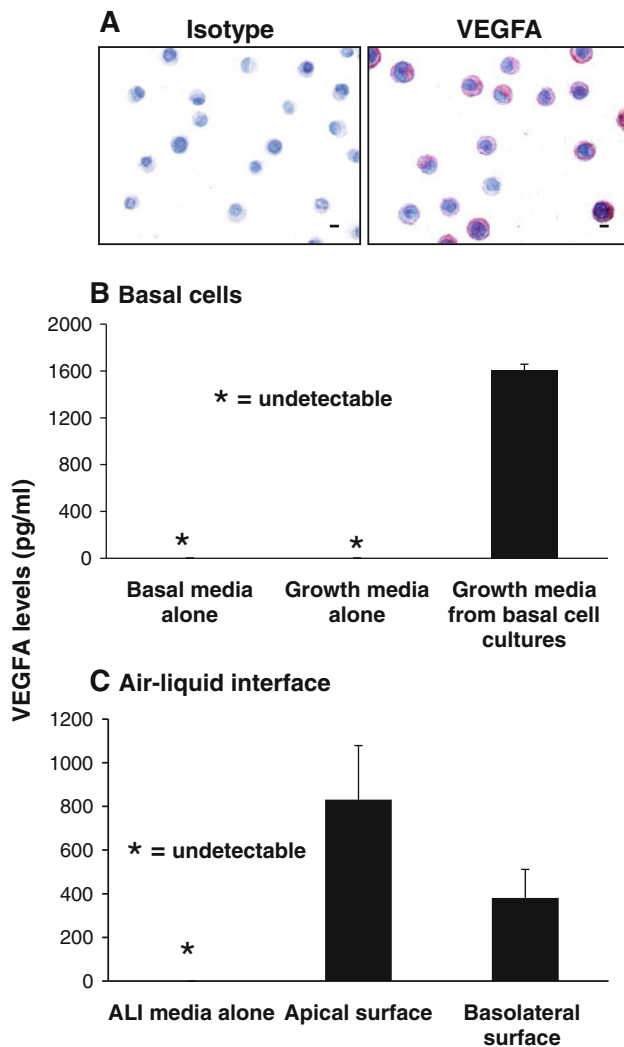 A
Isotype
VEGFA
B Basal cells
VEGFA levels (pg/ml)
2000
1600
1200
800
400
0
* = undetectable
*
*
Basal media
alone
Growth media
alone
Growth media
from basal cell
cultures
C Air-liquid interface
1200
1000
800
600
400
200
0
* = undetectable
*
ALI media alone
Apical surface
Basolateral
surface